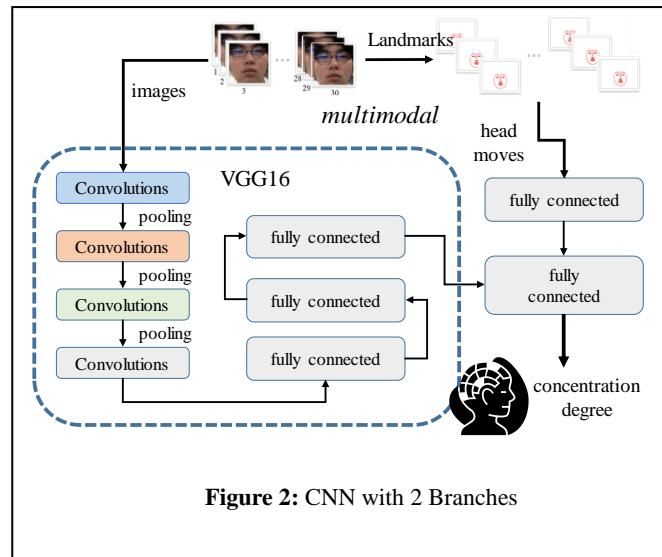 Landmarks
1
2
3
...
28
29
30
...
images
multimodal
head
moves
VGG16
Convolutions
pooling
Convolutions
pooling
Convolutions
pooling
Convolutions
fully connected
fully connected
fully connected
fully connected
fully
connected
concentration
degree
Figure 2: CNN with 2 Branches